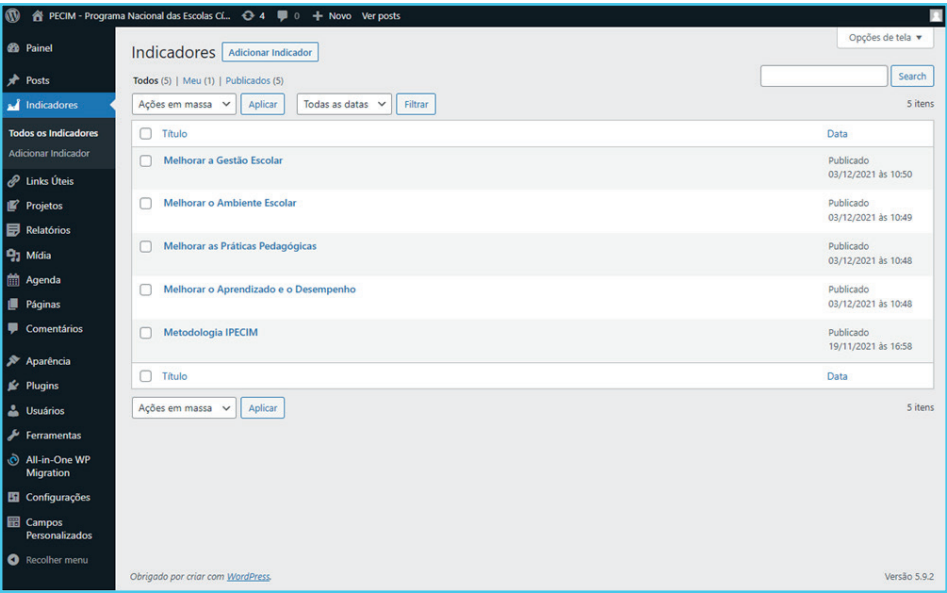 PECIM - Programa Nacional das Escolas Cí... 4 0 + Novo Ver posts
Painel
Posts
Indicadores
Todos os Indicadores
Adicionar Indicador
Links Úteis
Projetos
Relatórios
Mídia
Agenda
Páginas
Comentários
Aparência
Plugins
Usuários
Ferramentas
All-in-One WP
Migration
Configurações
Campos
Personalizados
Recolher menu
Opções de tela
Indicadores Adicionar Indicador
Todos (5) | Meu (1) | Publicados (5)
Search
Ações em massa Aplicar Todas as datas Filtrar 5 itens
Título Data
Melhorar a Gestão Escolar Publicado
03/12/2021 às 10:50
Melhorar o Ambiente Escolar Publicado
03/12/2021 às 10:49
Melhorar as Práticas Pedagógicas Publicado
03/12/2021 às 10:48
Melhorar o Aprendizado e o Desempenho Publicado
03/12/2021 às 10:48
Metodologia IPECIM Publicado
19/11/2021 às 16:58
Título Data
Ações em massa Aplicar 5 itens
Obrigado por criar com WordPress. Versão 5.9.2